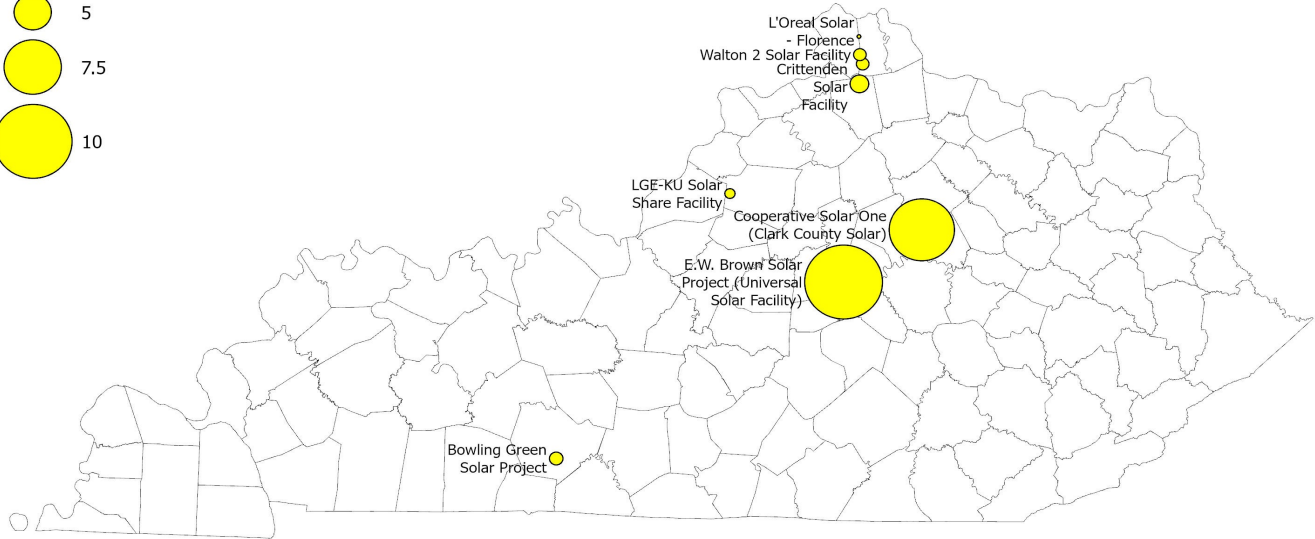 5
7.5
10
L'Oreal Solar
- Florence
Walton 2 Solar Facility
Crittenden
Solar
Facility
LGE-KU Solar
Share Facility
Cooperative Solar One
(Clark County Solar)
E.W. Brown Solar
Project (Universal
Solar Facility)
Bowling Green
Solar Project